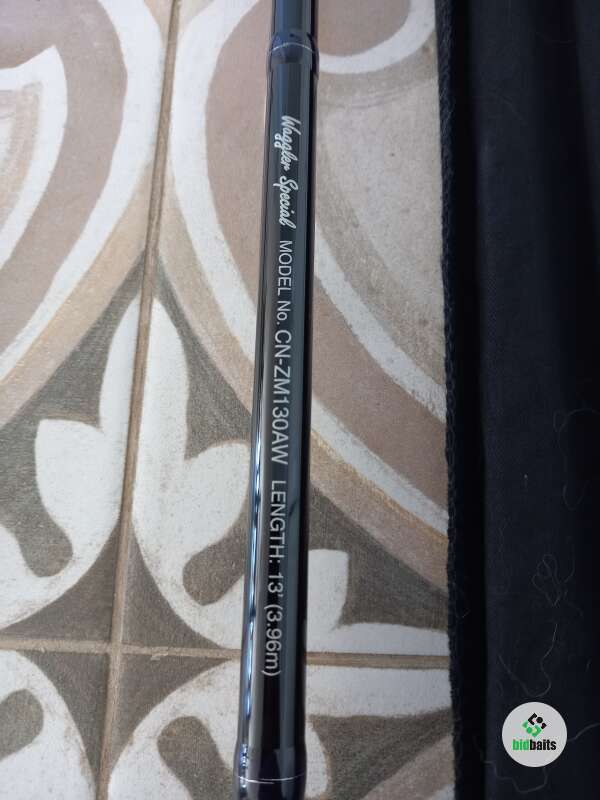 Waggler Special MODEL No. CN-ZM130AW LENGTH: 13' (3.96m)
bidbaits